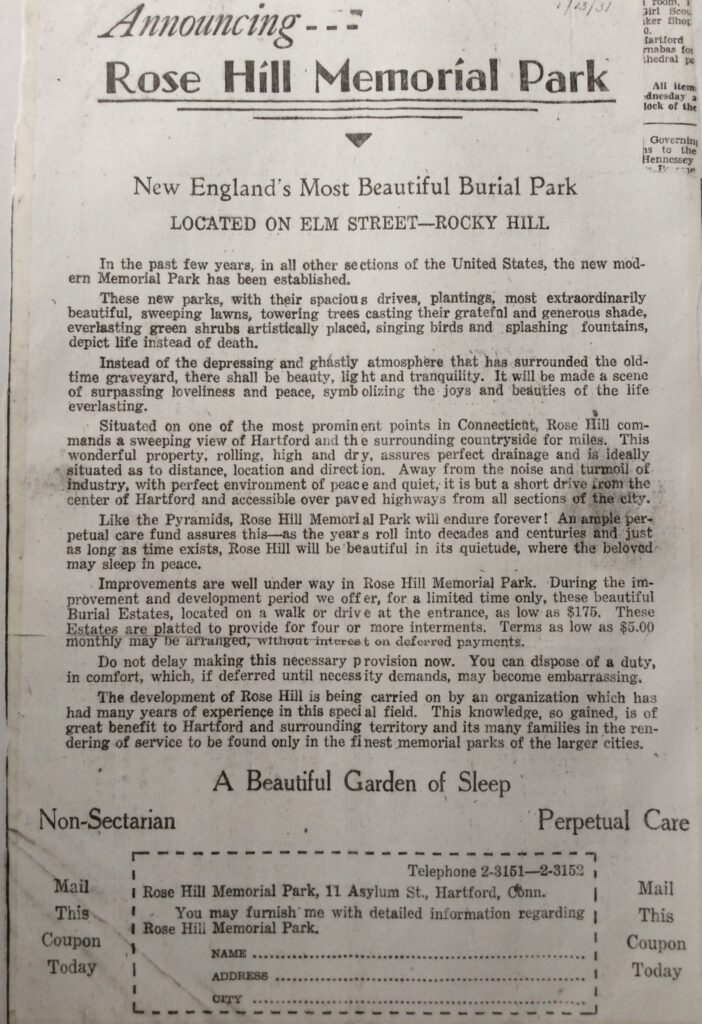 Announcing---
1/13/31
Rose Hill Memorial Park
New England's Most Beautiful Burial Park
LOCATED ON ELM STREET—ROCKY HILL
In the past few years, in all other sections of the United States, the new mod-
ern Memorial Park has been established.
These new parks, with their spacious drives, plantings, most extraordinarily
beautiful, sweeping lawns, towering trees casting their grateful and generous shade,
everlasting green shrubs artistically placed, singing birds and splashing fountains,
depict life instead of death.
Instead of the depressing and ghastly atmosphere that has surrounded the old-
time graveyard, there shall be beauty, light and tranquility. It will be made a scene
of surpassing loveliness and peace, symbolizing the joys and beauties of the life
everlasting.
Situated on one of the most prominent points in Connecticut, Rose Hill com-
mands a sweeping view of Hartford and the surrounding countryside for miles. This
wonderful property, rolling, high and dry, assures perfect drainage and is ideally
situated as to distance, location and direction. Away from the noise and turmoil of
industry, with perfect environment of peace and quiet, it is but a short drive from the
center of Hartford and accessible over paved highways from all sections of the city.
Like the Pyramids, Rose Hill Memorial Park will endure forever! An ample per-
petual care fund assures this—as the years roll into decades and centuries and just
as long as time exists, Rose Hill will be beautiful in its quietude, where the beloved
may sleep in peace.
Improvements are well under way in Rose Hill Memorial Park. During the im-
provement and development period we offer, for a limited time only, these beautiful
Burial Estates, located on a walk or drive at the entrance, as low as $175. These
Estates are platted to provide for four or more interments. Terms as low as $5.00
monthly may be arranged, without interest on deferred payments.
Do not delay making this necessary provision now. You can dispose of a duty,
in comfort, which, if deferred until necessity demands, may become embarrassing.
The development of Rose Hill is being carried on by an organization which has
had many years of experience in this special field. This knowledge, so gained, is of
great benefit to Hartford and surrounding territory and its many families in the ren-
dering of service to be found only in the finest memorial parks of the larger cities.
A Beautiful Garden of Sleep
Non-Sectarian
Perpetual Care
Mail
This
Coupon
Today
Telephone 2-3151—2-3152
Rose Hill Memorial Park, 11 Asylum St., Hartford, Conn.
You may furnish me with detailed information regarding
Rose Hill Memorial Park.
NAME
ADDRESS
CITY
Mail
This
Coupon
Today
room,
Girl Scou
ker Shop
0.
Hartford
rnabas for
thedral pa
All item
dnesday a
lock of the
Governing
ns to the
Hennessey